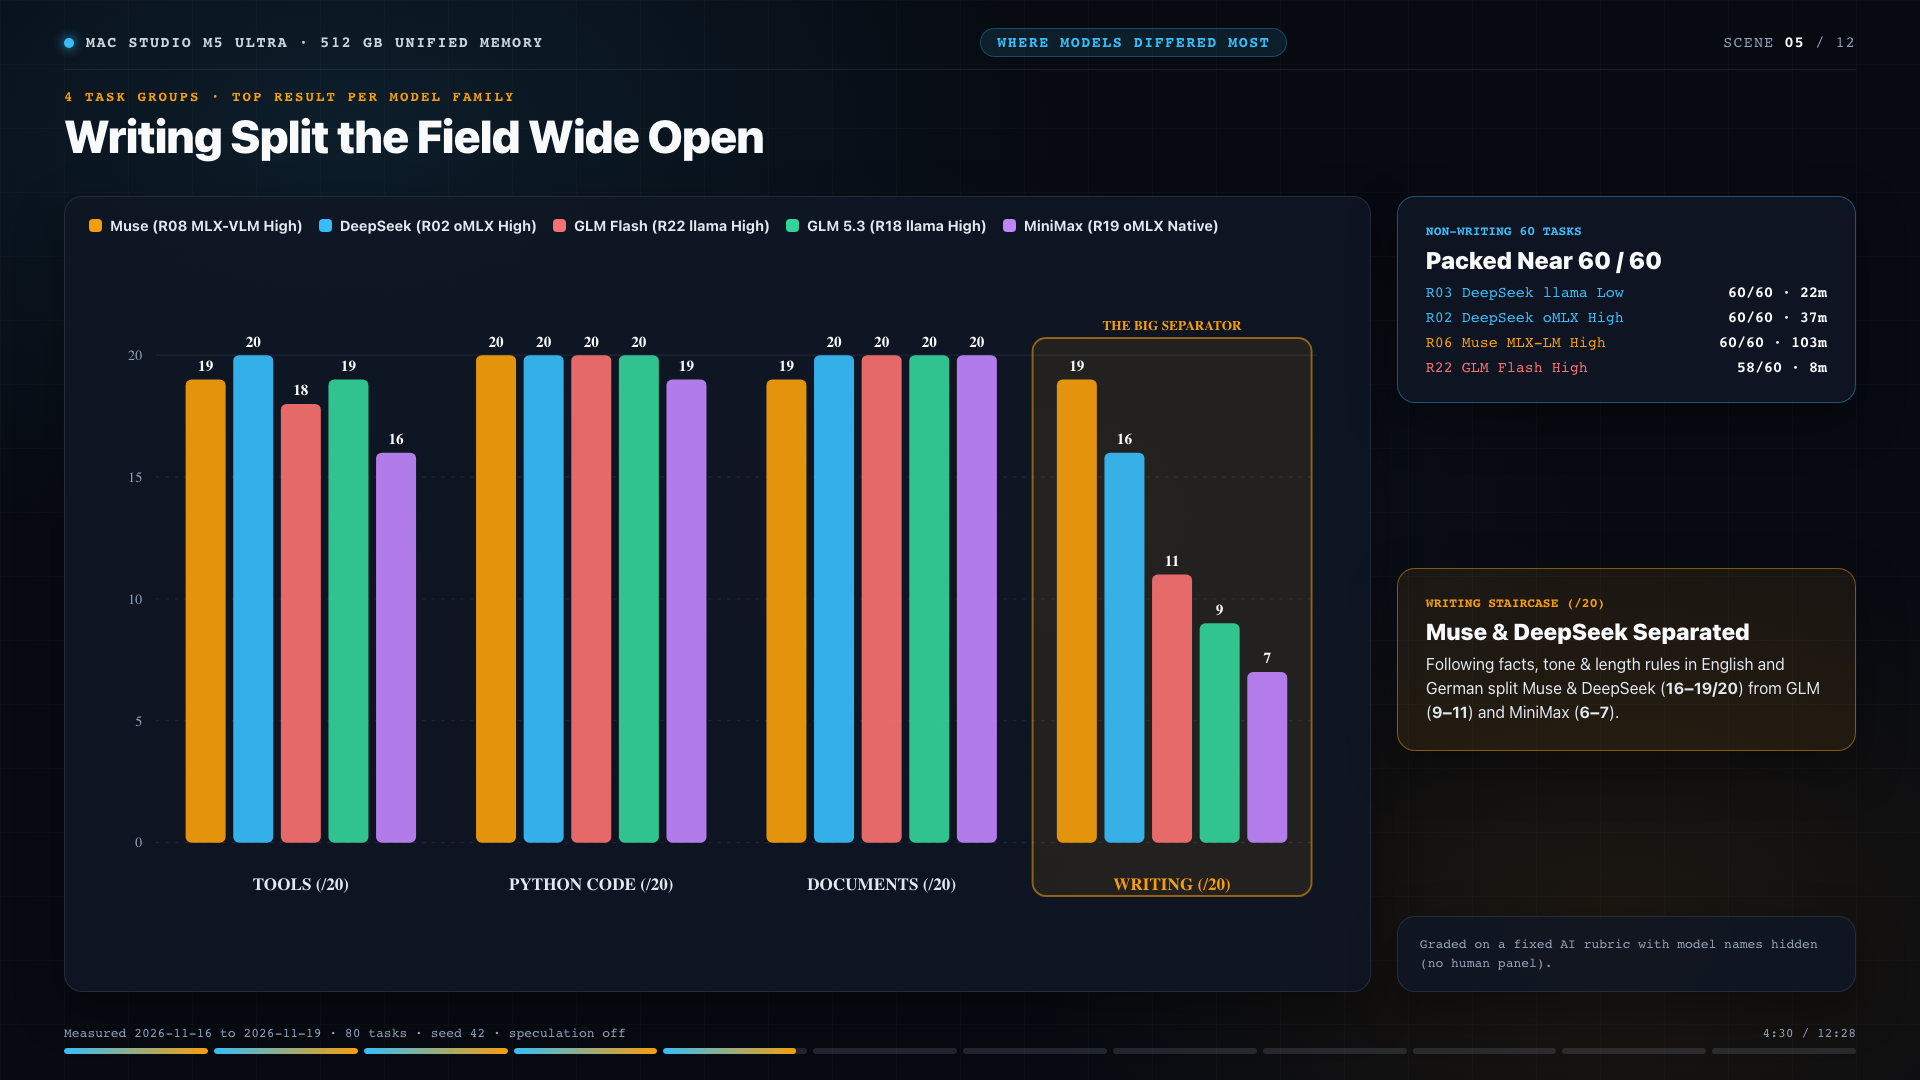 MAC STUDIO M5 ULTRA · 512 GB UNIFIED MEMORY
WHERE MODELS DIFFERED MOST
SCENE 05 / 12
4 TASK GROUPS · TOP RESULT PER MODEL FAMILY
Writing Split the Field Wide Open
Muse (R08 MLX-VLM High)
DeepSeek (R02 oMLX High)
GLM Flash (R22 llama High)
GLM 5.3 (R18 llama High)
MiniMax (R19 oMLX Native)
20
15
10
5
0
19
20
18
19
16
TOOLS (/20)
20
20
20
20
19
PYTHON CODE (/20)
19
20
20
20
20
DOCUMENTS (/20)
THE BIG SEPARATOR
19
16
11
9
7
WRITING (/20)
NON-WRITING 60 TASKS
Packed Near 60 / 60
R03 DeepSeek llama Low 60/60 · 22m
R02 DeepSeek oMLX High 60/60 · 37m
R06 Muse MLX-LM High 60/60 · 103m
R22 GLM Flash High 58/60 · 8m
WRITING STAIRCASE (/20)
Muse & DeepSeek Separated
Following facts, tone & length rules in English and
German split Muse & DeepSeek (16–19/20) from GLM
(9–11) and MiniMax (6–7).
Graded on a fixed AI rubric with model names hidden
(no human panel).
Measured 2026-11-16 to 2026-11-19 · 80 tasks · seed 42 · speculation off
4:30 / 12:28